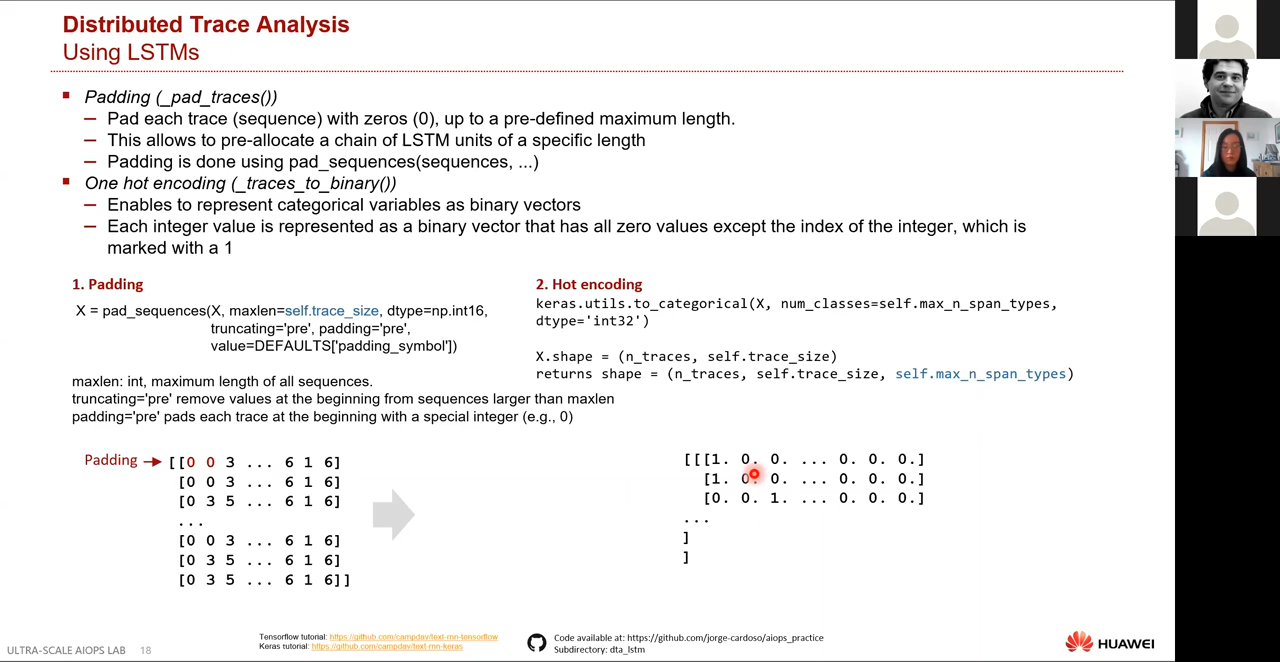 Distributed Trace Analysis
Using LSTMs
Padding (_pad_traces())
– Pad each trace (sequence) with zeros (0), up to a pre-defined maximum length.
– This allows to pre-allocate a chain of LSTM units of a specific length
– Padding is done using pad_sequences(sequences, ...)
One hot encoding (_traces_to_binary())
– Enables to represent categorical variables as binary vectors
– Each integer value is represented as a binary vector that has all zero values except the index of the integer, which is
marked with a 1
1. Padding
X = pad_sequences(X, maxlen=self.trace_size, dtype=np.int16,
truncating='pre', padding='pre',
value=DEFAULTS['padding_symbol'])
maxlen: int, maximum length of all sequences.
truncating='pre' remove values at the beginning from sequences larger than maxlen
padding='pre' pads each trace at the beginning with a special integer (e.g., 0)
Padding
[[0 0 3 ... 6 1 6]
[0 0 3 ... 6 1 6]
[0 3 5 ... 6 1 6]
...
[0 0 3 ... 6 1 6]
[0 3 5 ... 6 1 6]
[0 3 5 ... 6 1 6]]
2. Hot encoding
keras.utils.to_categorical(X, num_classes=self.max_n_span_types,
dtype='int32')
X.shape = (n_traces, self.trace_size)
returns shape = (n_traces, self.trace_size, self.max_n_span_types)
[[[1. 0. 0. ... 0. 0. 0.]
[1. 0. 0. ... 0. 0. 0.]
[0. 0. 1. ... 0. 0. 0.]
...
]
]
ULTRA-SCALE AIOPS LAB 18
Tensorflow tutorial: https://github.com/campdav/text-rnn-tensorflow
Keras tutorial: https://github.com/campdav/text-rnn-keras
Code available at: https://github.com/jorge-cardoso/aiops_practice
Subdirectory: dta_lstm
HUAWEI